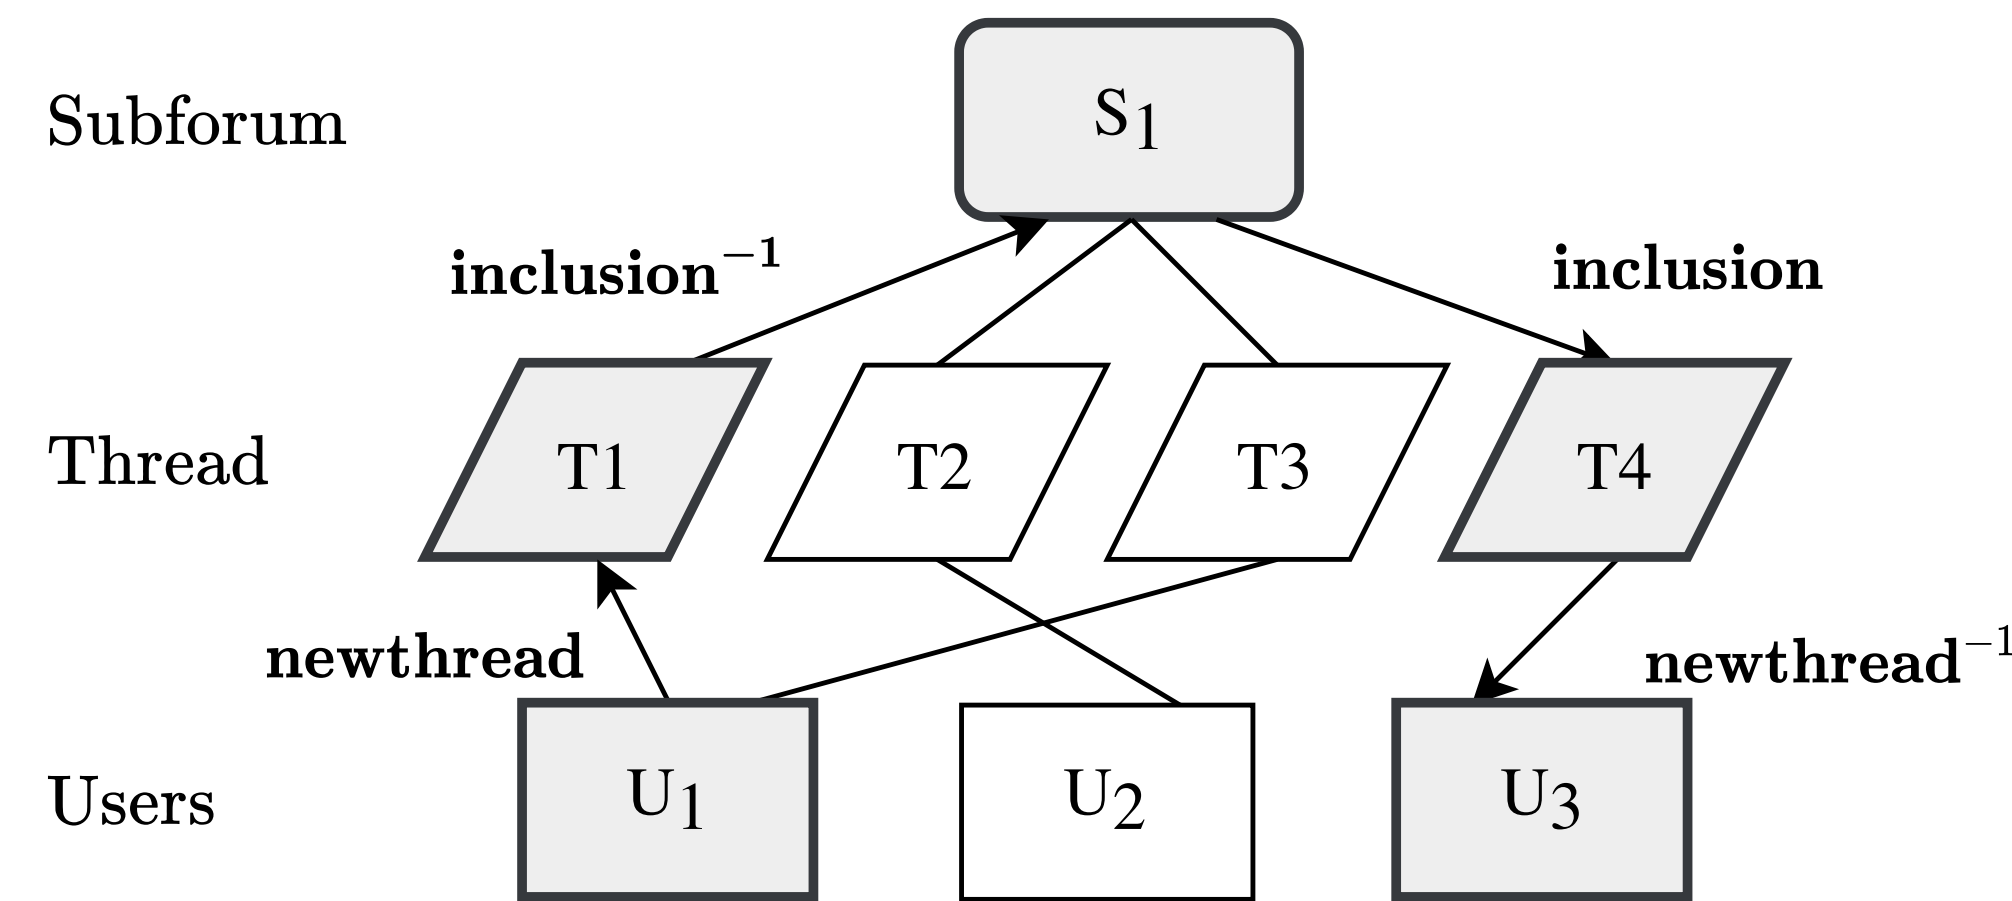 Subforum
S1
inclusion⁻¹
inclusion
Thread
T1
T2
T3
T4
newthread
newthread⁻¹
Users
U1
U2
U3